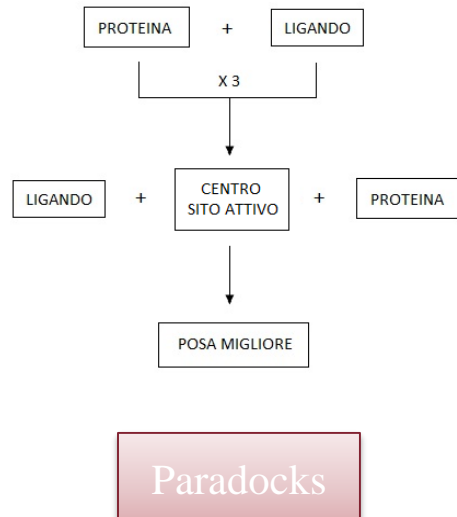 PROTEINA + LIGANDO
X 3
LIGANDO + CENTRO SITO ATTIVO + PROTEINA
POSA MIGLIORE
Paradocks